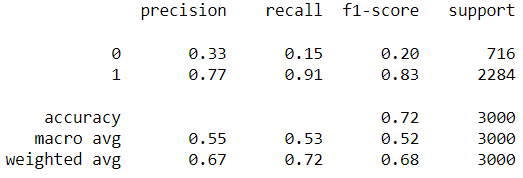 precision recall f1-score support
0 0.33 0.15 0.20 716
1 0.77 0.91 0.83 2284
accuracy 0.72 3000
macro avg 0.55 0.53 0.52 3000
weighted avg 0.67 0.72 0.68 3000